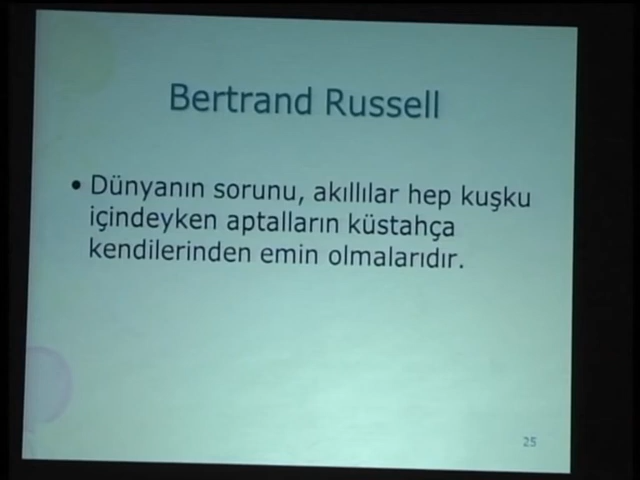 Bertrand Russell
• Dünyanın sorunu, akıllılar hep kuşku
içindeyken aptalların küstahça
kendilerinden emin olmalarıdır.
25